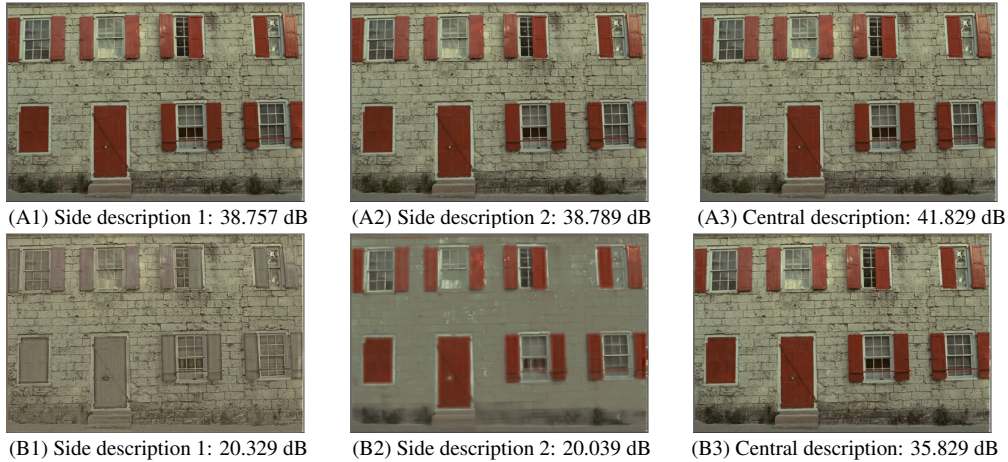 (A1) Side description 1: 38.757 dB
(A2) Side description 2: 38.789 dB
(A3) Central description: 41.829 dB
(B1) Side description 1: 20.329 dB
(B2) Side description 2: 20.039 dB
(B3) Central description: 35.829 dB